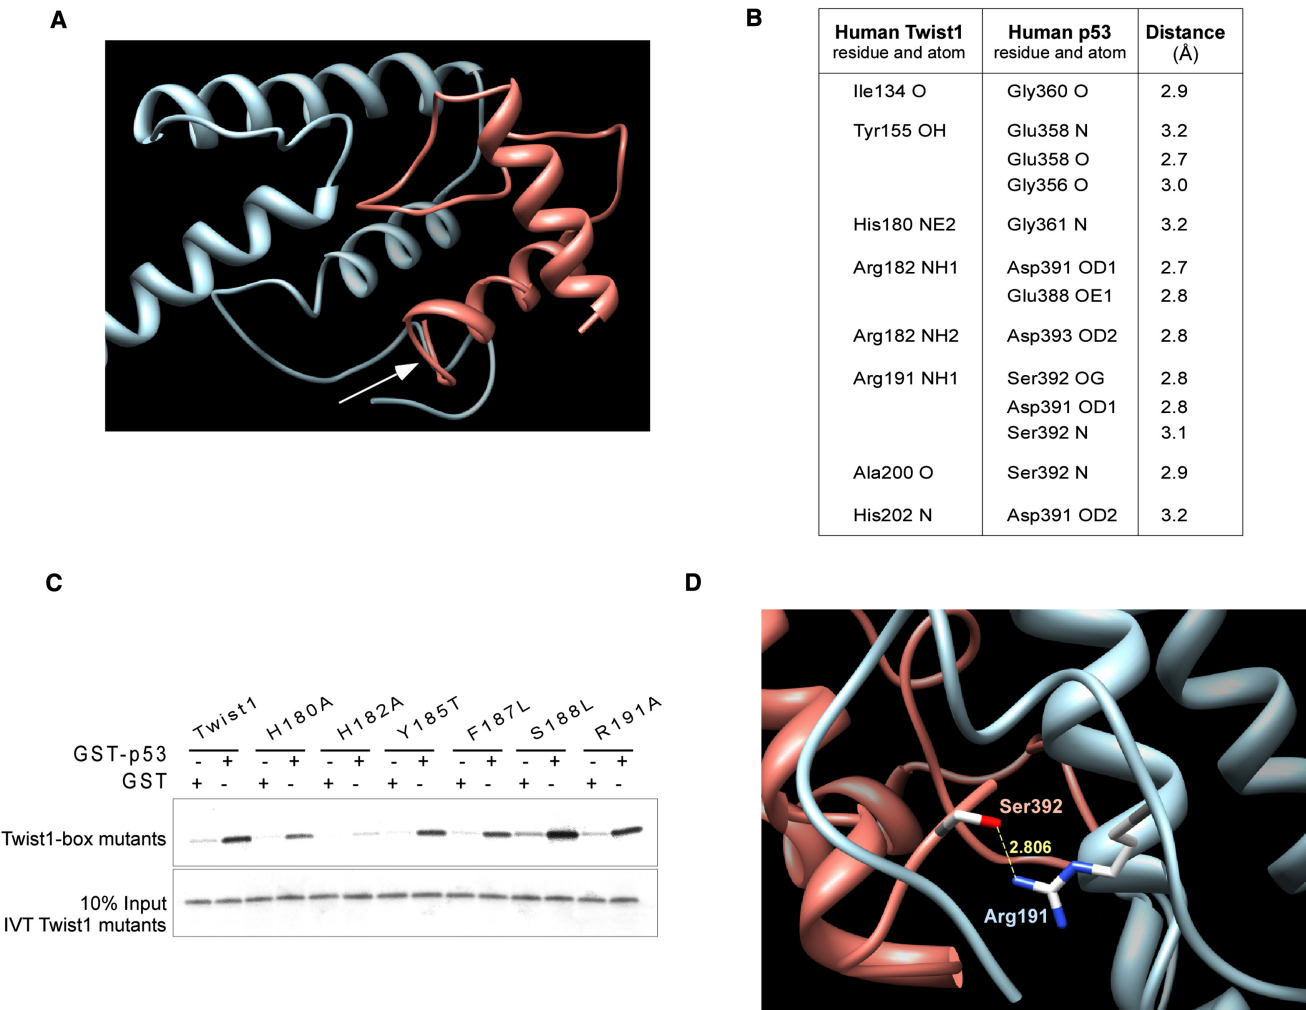 A
B
Human Twist1 Human p53 Distance
residue and atom residue and atom (Å)
Ile134 O Gly360 O 2.9
Tyr155 OH Glu358 N 3.2
Glu358 O 2.7
Gly356 O 3.0
His180 NE2 Gly361 N 3.2
Arg182 NH1 Asp391 OD1 2.7
Glu388 OE1 2.8
Arg182 NH2 Asp393 OD2 2.8
Arg191 NH1 Ser392 OG 2.8
Asp391 OD1 2.8
Ser392 N 3.1
Ala200 O Ser392 N 2.9
His202 N Asp391 OD2 3.2
C
Twist1 H180A H182A Y185T F187L S188L R191A
GST-p53 - + - + - + - + - + - + - +
GST + - + - + - + - + - + - + -
Twist1-box mutants
10% Input
IVT Twist1 mutants
D
Ser392
2.806
Arg191